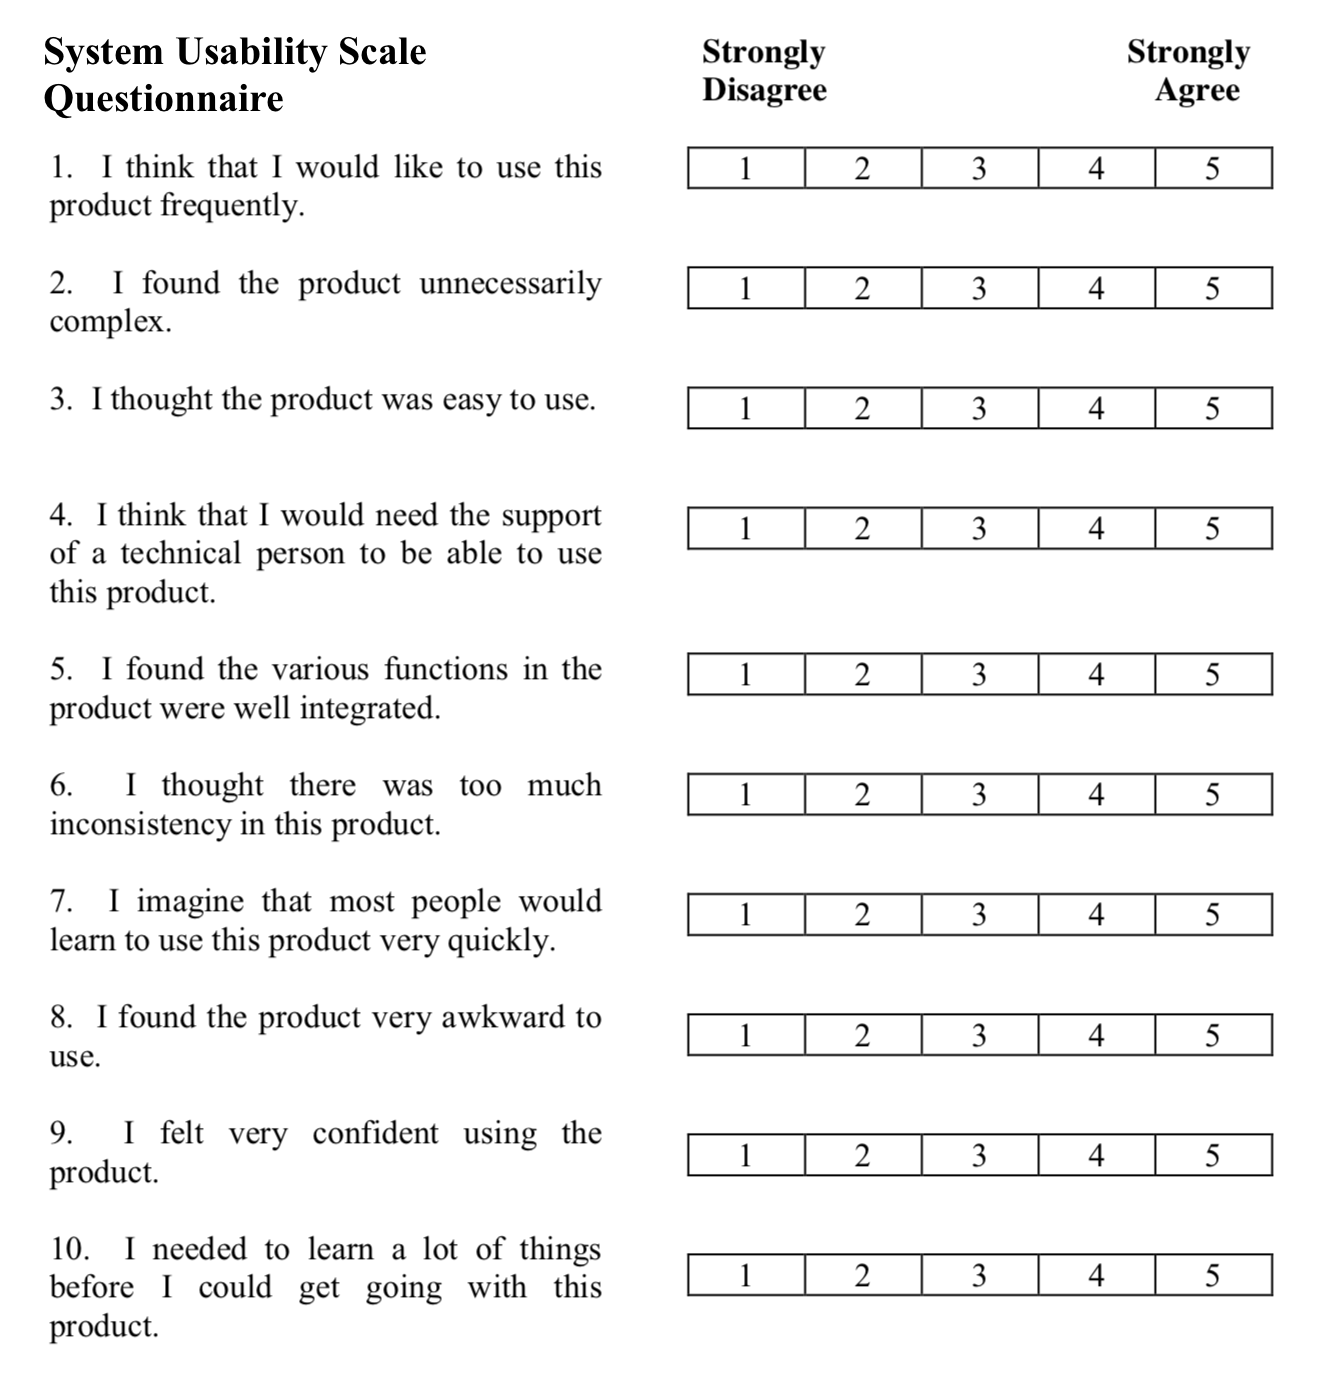 System Usability Scale
Questionnaire
Strongly
Disagree
Strongly
Agree
1. I think that I would like to use this
product frequently.
1 2 3 4 5
2. I found the product unnecessarily
complex.
1 2 3 4 5
3. I thought the product was easy to use.
1 2 3 4 5
4. I think that I would need the support
of a technical person to be able to use
this product.
1 2 3 4 5
5. I found the various functions in the
product were well integrated.
1 2 3 4 5
6. I thought there was too much
inconsistency in this product.
1 2 3 4 5
7. I imagine that most people would
learn to use this product very quickly.
1 2 3 4 5
8. I found the product very awkward to
use.
1 2 3 4 5
9. I felt very confident using the
product.
1 2 3 4 5
10. I needed to learn a lot of things
before I could get going with this
product.
1 2 3 4 5